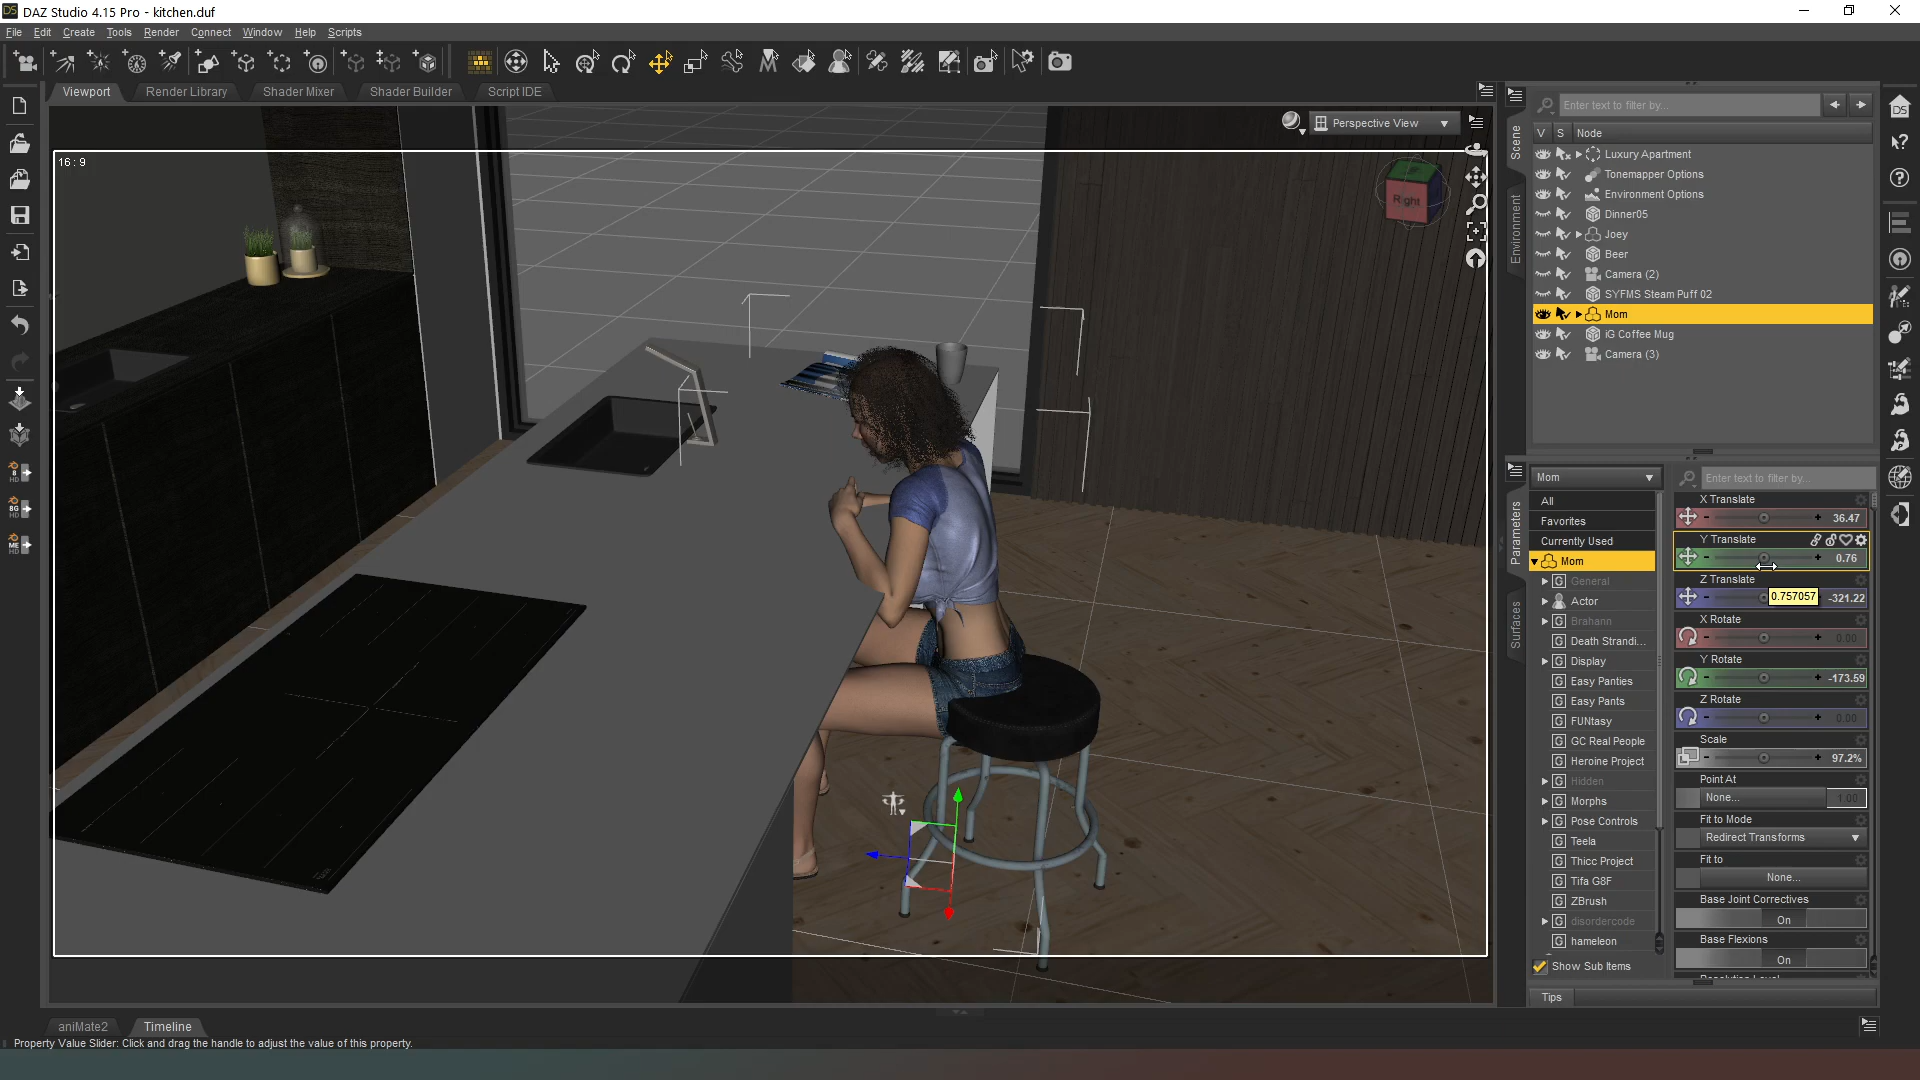 DAZ Studio 4.15 Pro - kitchen.duf
File Edit Create Tools Render Connect Window Help Scripts
Viewport Render Library Shader Mixer Shader Builder Script IDE
16 : 9
Perspective View
Right
Scene
Environment
Enter text to filter by...
V S Node
Luxury Apartment
Tonemapper Options
Environment Options
Dinner05
Joey
Beer
Camera (2)
SYFMS Steam Puff 02
Mom
iG Coffee Mug
Camera (3)
Parameters
Surfaces
Mom
Enter text to filter by...
All
Favorites
Currently Used
Mom
General
Actor
Brahann
Death Strandi...
Display
Easy Panties
Easy Pants
FUNtasy
GC Real People
Heroine Project
Hidden
Morphs
Pose Controls
Teela
Thicc Project
Tifa G8F
ZBrush
disordercode
hameleon
Show Sub Items
X Translate
36.47
Y Translate
0.76
Z Translate
0.757057
-321.22
X Rotate
0.00
Y Rotate
-173.59
Z Rotate
0.00
Scale
97.2%
Point At
None...
1.00
Fit to Mode
Redirect Transforms
Fit to
None...
Base Joint Correctives
On
Base Flexions
On
Tips
aniMate2 Timeline
Property Value Slider: Click and drag the handle to adjust the value of this property.